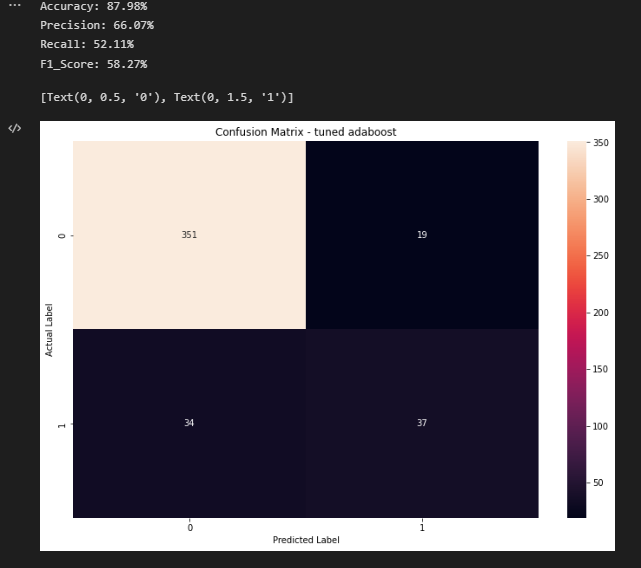 Accuracy: 87.98%
Precision: 66.07%
Recall: 52.11%
F1_Score: 58.27%
[Text(0, 0.5, '0'), Text(0, 1.5, '1')]
Confusion Matrix - tuned adaboost
351
19
34
37
0
1
Actual Label
0
1
Predicted Label
350
300
250
200
150
100
50